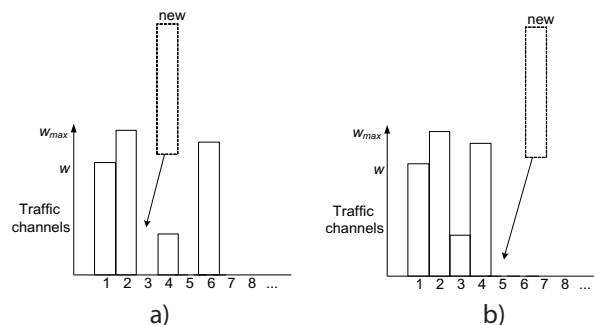 new
w_max
w
Traffic
channels
1 2 3 4 5 6 7 8 ...
a)
new
w_max
w
Traffic
channels
1 2 3 4 5 6 7 8 ...
b)